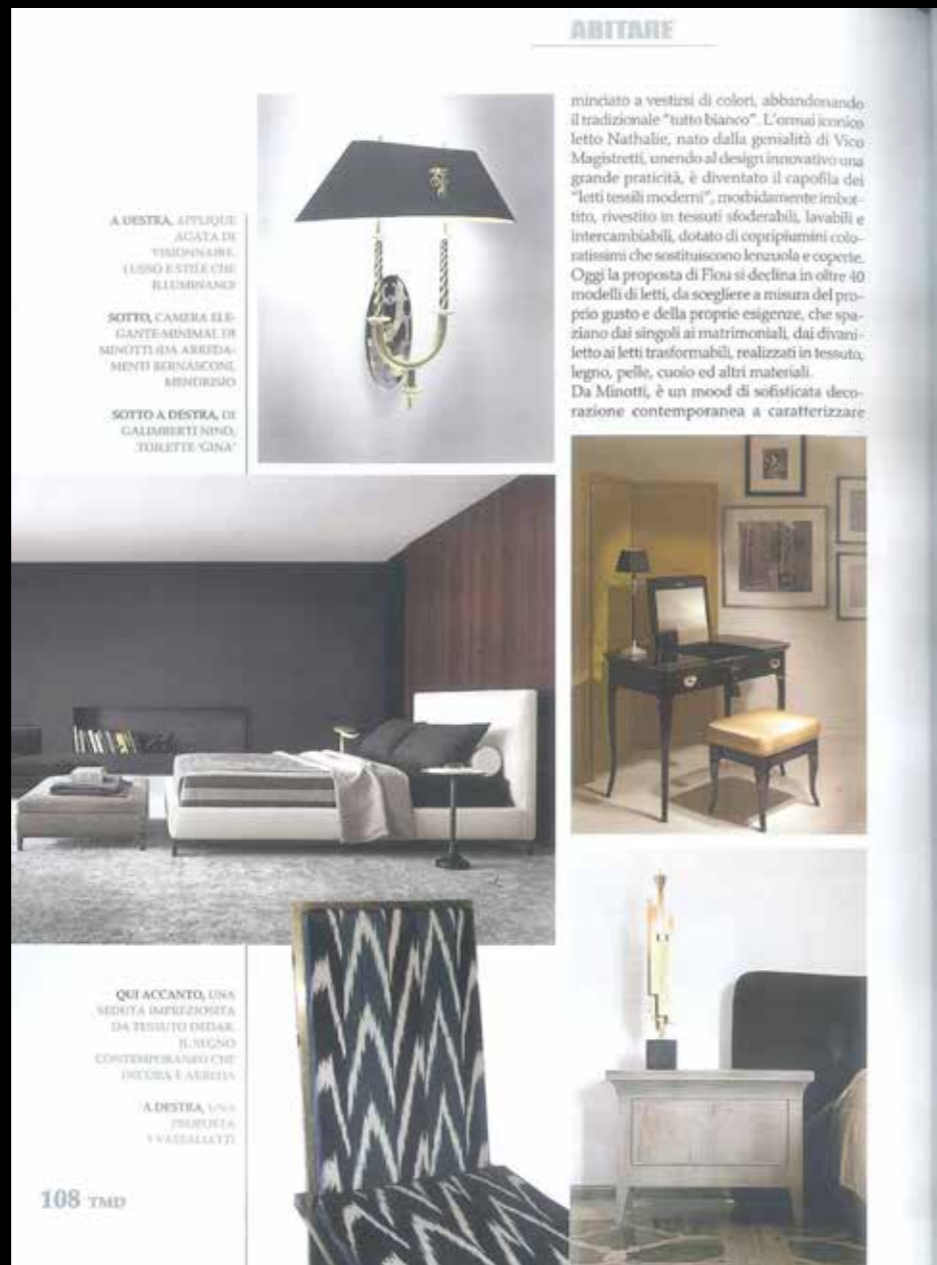 ABITARE
minciato a vestirsi di colori, abbandonando
il tradizionale "tutto bianco". L'ormai iconico
letto Nathalie, nato dalla genialità di Vico
Magistretti, unendo al design innovativo una
grande praticità, è diventato il capofila dei
"letti tessili moderni", morbidamente imbot-
tito, rivestito in tessuti sfoderabili, lavabili e
intercambiabili, dotato di copripiumini colo-
ratissimi che sostituiscono lenzuola e coperte.
Oggi la proposta di Flou si declina in oltre 40
modelli di letti, da scegliere a misura del pro-
prio gusto e della proprie esigenze, che spa-
ziano dai singoli ai matrimoniali, dai divani-
letto ai letti trasformabili, realizzati in tessuto,
legno, pelle, cuoio ed altri materiali.
Da Minotti, è un mood di sofisticata deco-
razione contemporanea a caratterizzare
A DESTRA, APPLIQUE
AGATA DI
VISIONNAIRE.
LUSSO E STILE CHE
ILLUMINANO
SOTTO, CAMERA ELE-
GANTE-MINIMAL DI
MINOTTI (DA ARREDA-
MENTI BERNASCONI,
MENDRISIO
SOTTO A DESTRA, DI
GALIMBERTI NINO,
TOILETTE 'GINA'
QUI ACCANTO, UNA
SEDUTA IMPREZIOSITA
DA TESSUTO DEDAR.
IL SEGNO
CONTEMPORANEO CHE
DECORA E ARREDA
A DESTRA, UNA
PROPOSTA
I VASSALLETTI
108 TMD